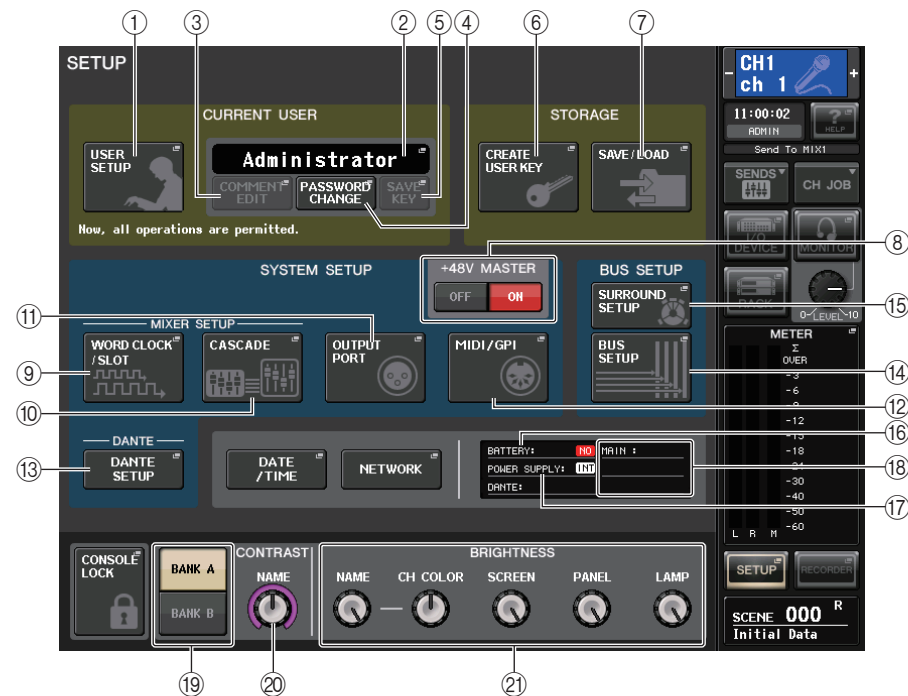 ① ③ ② ④ ⑤ ⑥ ⑦
SETUP
CURRENT USER
STORAGE
USER SETUP
Administrator
COMMENT EDIT
PASSWORD CHANGE
SAVE KEY
CREATE USER KEY
SAVE/LOAD
Now, all operations are permitted.
- CH1 +
ch 1
11:00:02
ADMIN
? HELP
Send To MIX1
SENDS
CH JOB
I/O DEVICE
MONITOR
RACK
0-LEVEL-10
⑧
SYSTEM SETUP
+48V MASTER
OFF
ON
BUS SETUP
SURROUND SETUP
⑮
⑪
MIXER SETUP
WORD CLOCK /SLOT
CASCADE
OUTPUT PORT
MIDI/GPI
BUS SETUP
⑨
⑩
⑭
⑫
DANTE
DANTE SETUP
⑬
DATE /TIME
NETWORK
BATTERY: NO
POWER SUPPLY: INT
DANTE:
MAIN :
⑯
⑱
⑰
METER
Σ
OVER
-3
-6
-9
-12
-15
-18
-21
-30
-40
-50
-60
L R M
CONSOLE LOCK
BANK A
BANK B
CONTRAST
NAME
BRIGHTNESS
NAME
CH COLOR
SCREEN
PANEL
LAMP
SETUP
RECORDER
SCENE 000 R
Initial Data
⑲ ⑳ ㉑